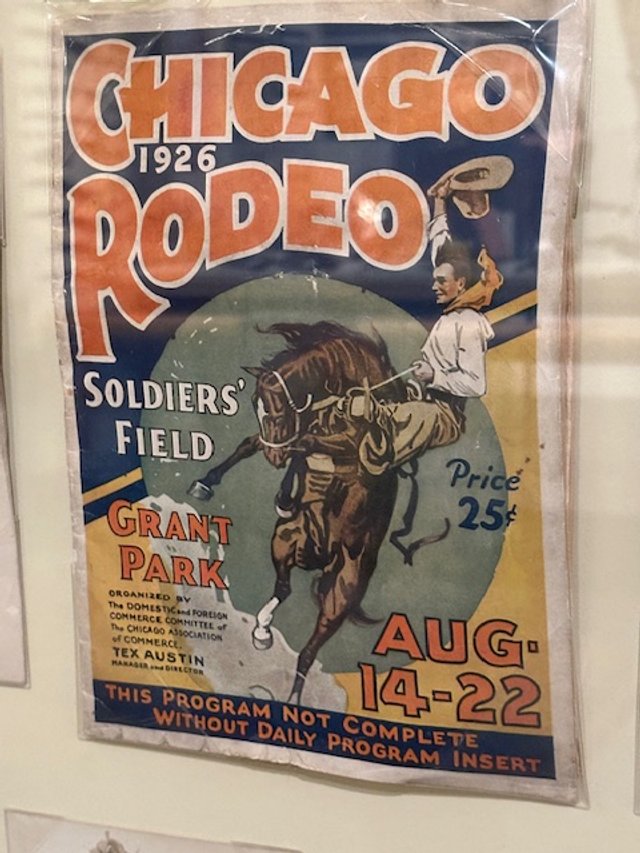 CHICAGO
1926
RODEO
SOLDIERS'
FIELD
Price
25¢
GRANT
PARK
ORGANIZED BY
The DOMESTIC and FOREIGN
COMMERCE COMMITTEE of
The CHICAGO ASSOCIATION
of COMMERCE.
TEX AUSTIN
MANAGER and DIRECTOR
AUG.
14-22
THIS PROGRAM NOT COMPLETE
WITHOUT DAILY PROGRAM INSERT